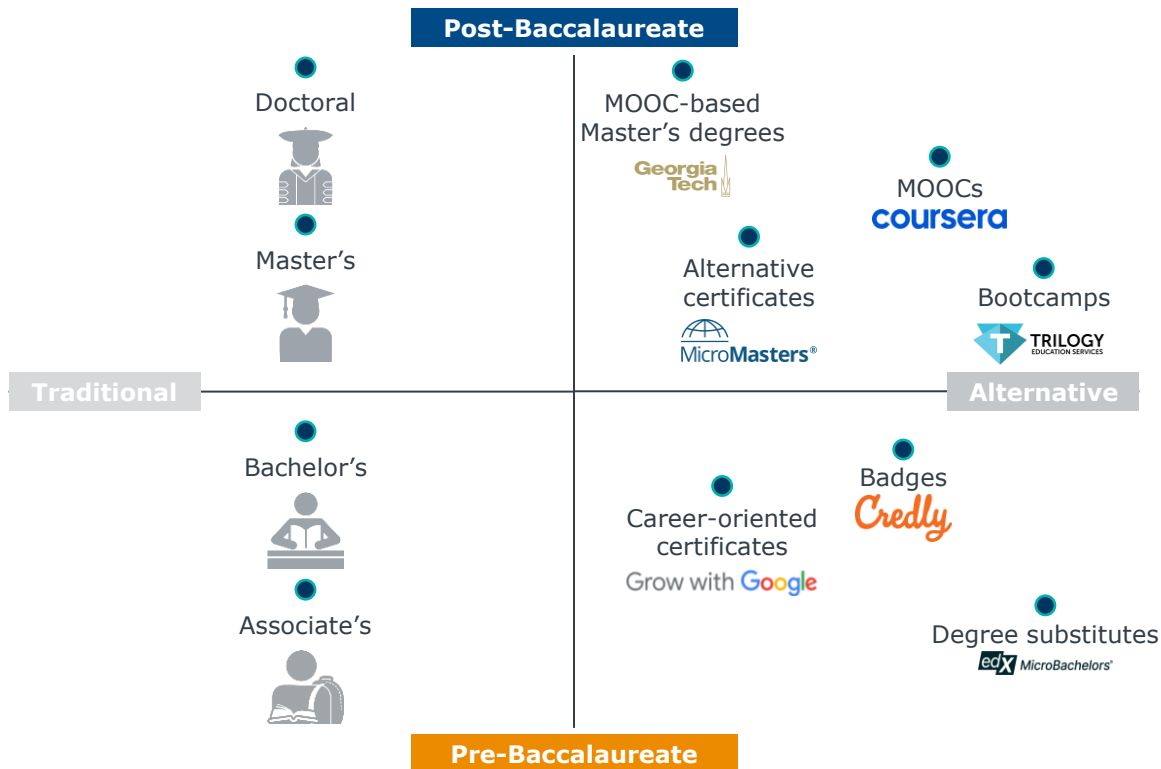 Post-Baccalaureate
Doctoral
MOOC-based
Master's degrees
Georgia
Tech
MOOCs
coursera
Master's
Alternative
certificates
MicroMasters®
Bootcamps
T
TRILOGY
EDUCATION SERVICES
Traditional
Alternative
Bachelor's
Badges
Credly
Career-oriented
certificates
Grow with Google
Associate's
Degree substitutes
edX MicroBachelors®
Pre-Baccalaureate